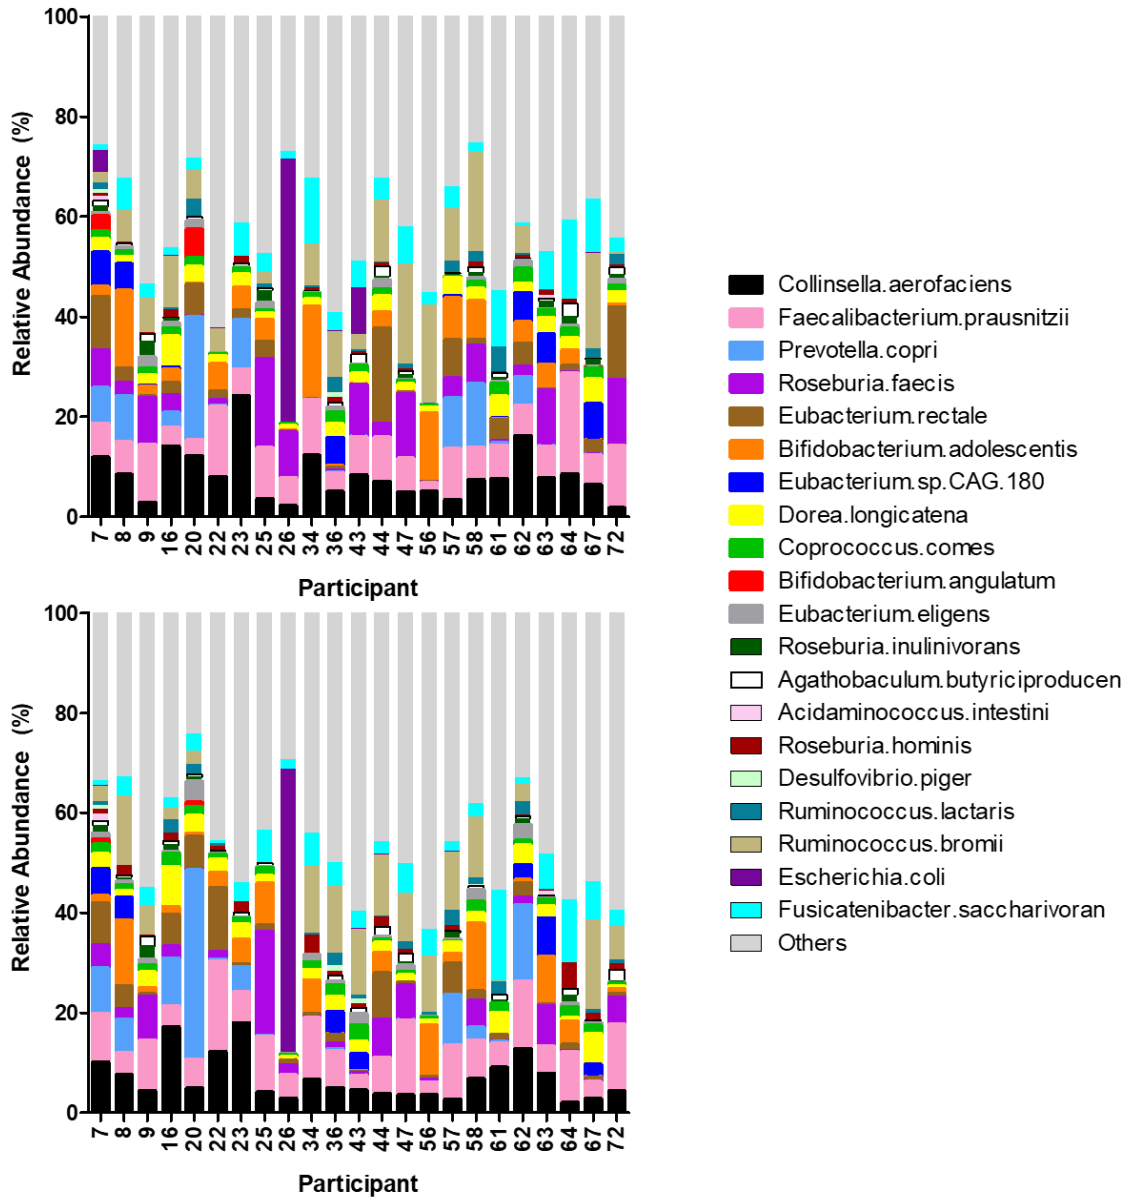 100
80
60
40
20
0
Relative Abundance (%)
7 8 9 16 20 22 23 25 26 34 36 43 44 47 56 57 58 61 62 63 64 67 72
Participant
100
80
60
40
20
0
Relative Abundance (%)
7 8 9 16 20 22 23 25 26 34 36 43 44 47 56 57 58 61 62 63 64 67 72
Participant
Collinsella.aerofaciens
Faecalibacterium.prausnitzii
Prevotella.copri
Roseburia.faecis
Eubacterium.rectale
Bifidobacterium.adolescentis
Eubacterium.sp.CAG.180
Dorea.longicatena
Coprococcus.comes
Bifidobacterium.angulatum
Eubacterium.eligens
Roseburia.inulinivorans
Agathobaculum.butyriciproducen
Acidaminococcus.intestini
Roseburia.hominis
Desulfovibrio.piger
Ruminococcus.lactaris
Ruminococcus.bromii
Escherichia.coli
Fusicatenibacter.saccharivoran
Others